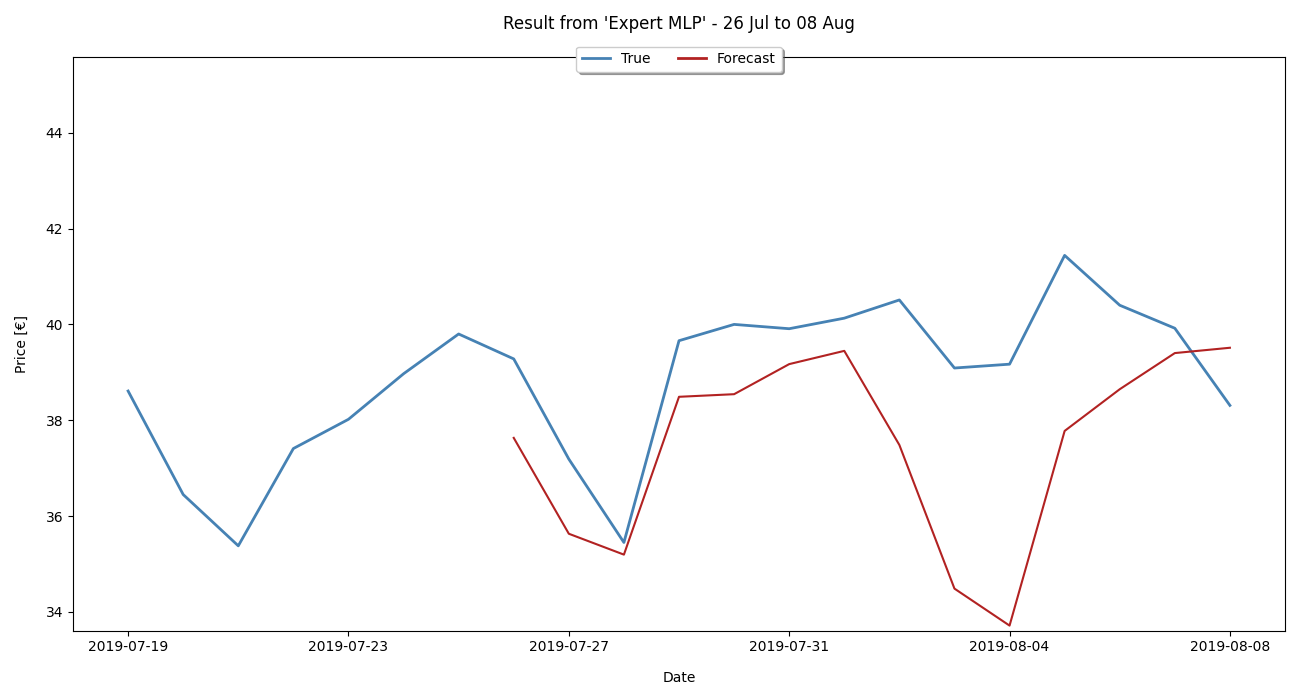 Result from 'Expert MLP' - 26 Jul to 08 Aug
True Forecast
Price [€]
44
42
40
38
36
34
2019-07-19 2019-07-23 2019-07-27 2019-07-31 2019-08-04 2019-08-08
Date